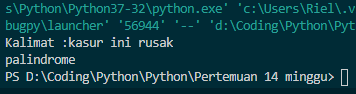 s\Python\Python37-32\python.exe' 'c:\Users\Riel\.v
bugpy\launcher' '56944' '--' 'd:\Coding\Python\Pyt
Kalimat :kasur ini rusak
palindrome
PS D:\Coding\Python\Python\Pertemuan 14 minggu>